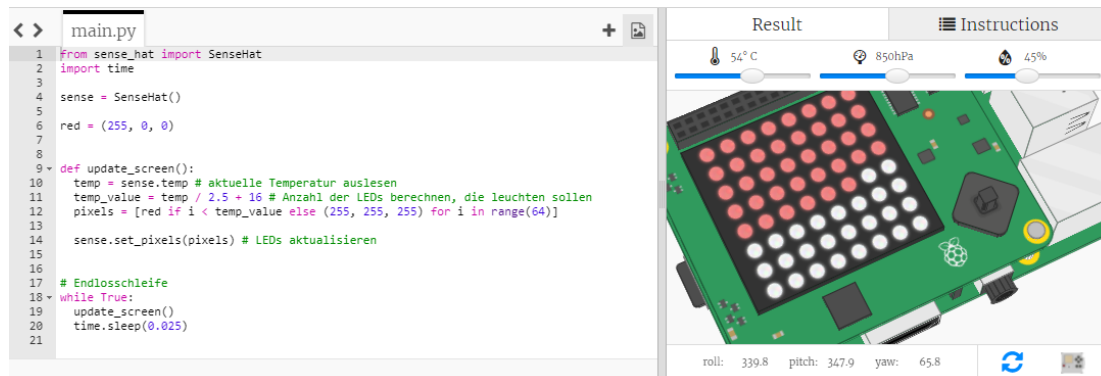 main.py
Result
Instructions
54° C
850hPa
45%
1 from sense_hat import SenseHat
2 import time
3
4 sense = SenseHat()
5
6 red = (255, 0, 0)
7
8
9 def update_screen():
10 temp = sense.temp # aktuelle Temperatur auslesen
11 temp_value = temp / 2.5 + 16 # Anzahl der LEDs berechnen, die leuchten sollen
12 pixels = [red if i < temp_value else (255, 255, 255) for i in range(64)]
13
14 sense.set_pixels(pixels) # LEDs aktualisieren
15
16
17 # Endlosschleife
18 while True:
19 update_screen()
20 time.sleep(0.025)
21
roll: 339.8 pitch: 347.9 yaw: 65.8